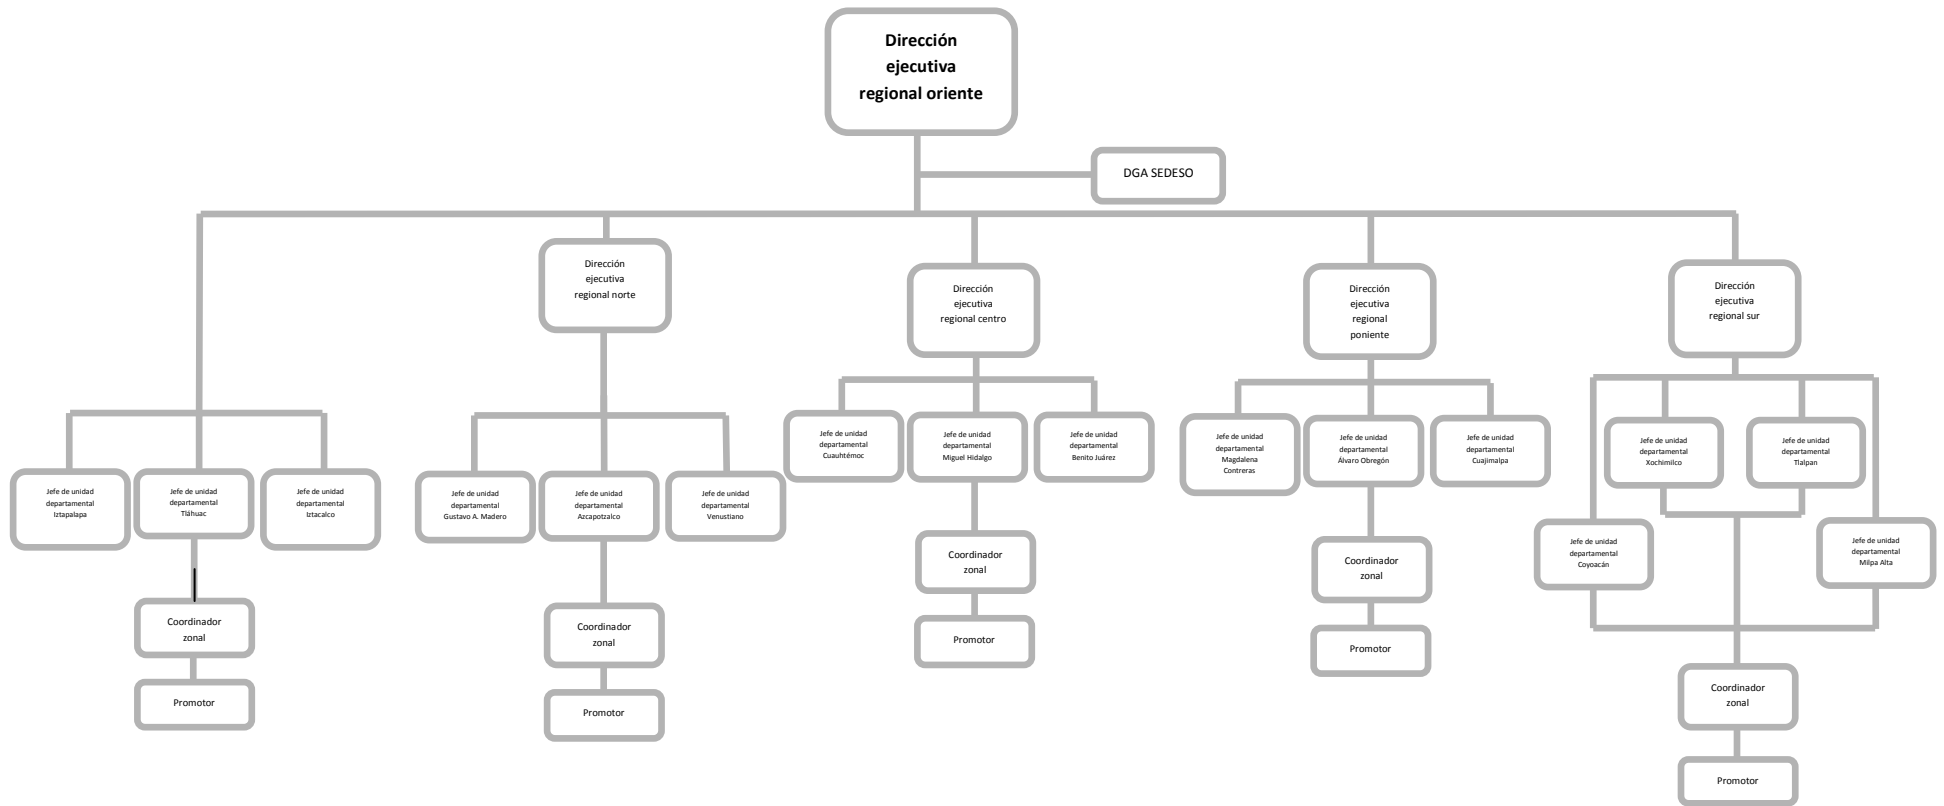 Dirección
ejecutiva
regional oriente
DGA SEDESO
Dirección
ejecutiva
regional norte
Dirección
ejecutiva
regional centro
Dirección
ejecutiva
regional
poniente
Dirección
ejecutiva
regional sur
Jefe de unidad
departamental
Iztapalapa
Jefe de unidad
departamental
Tláhuac
Jefe de unidad
departamental
Iztacalco
Coordinador
zonal
Promotor
Jefe de unidad
departamental
Gustavo A. Madero
Jefe de unidad
departamental
Azcapotzalco
Jefe de unidad
departamental
Venustiano
Coordinador
zonal
Promotor
Jefe de unidad
departamental
Cuauhtémoc
Jefe de unidad
departamental
Miguel Hidalgo
Jefe de unidad
departamental
Benito Juárez
Coordinador
zonal
Promotor
Jefe de unidad
departamental
Magdalena
Contreras
Jefe de unidad
departamental
Álvaro Obregón
Jefe de unidad
departamental
Cuajimalpa
Coordinador
zonal
Promotor
Jefe de unidad
departamental
Xochimilco
Jefe de unidad
departamental
Tlalpan
Jefe de unidad
departamental
Coyoacán
Jefe de unidad
departamental
Milpa Alta
Coordinador
zonal
Promotor